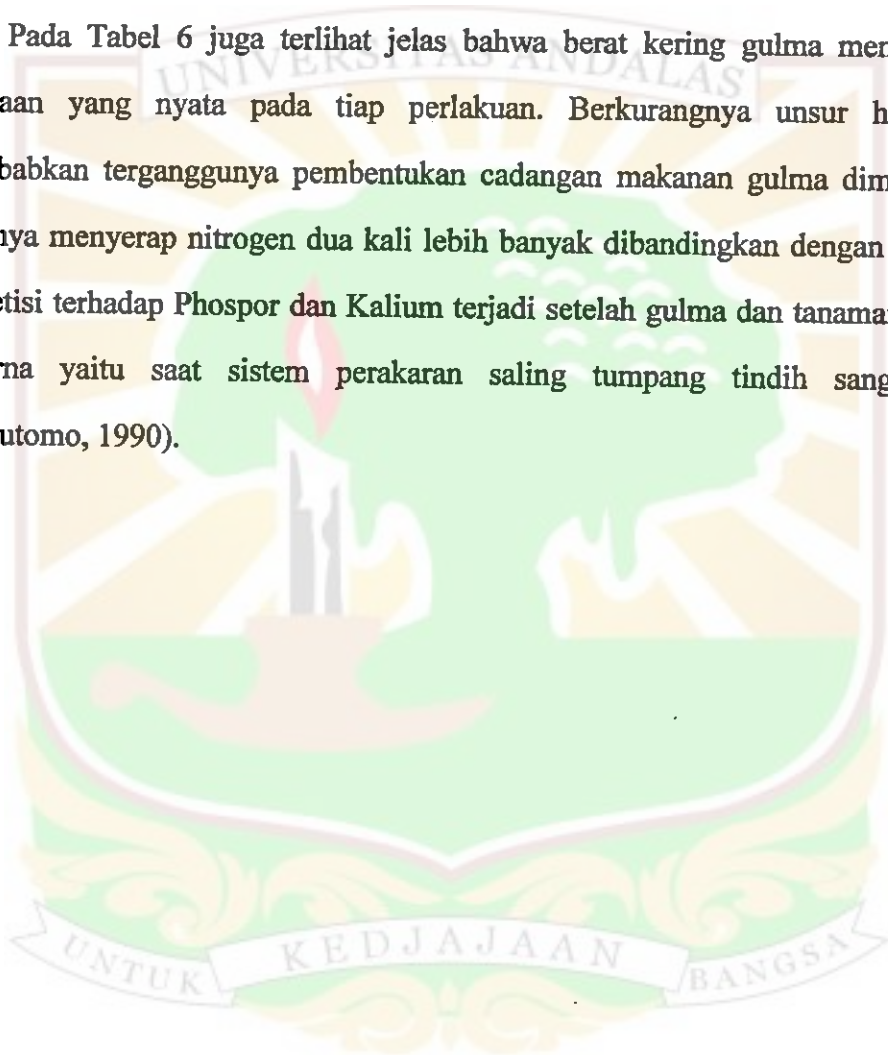 Pada Tabel 6 juga terlihat jelas bahwa berat kering gulma mer
aan yang nyata pada tiap perlakuan. Berkurangnya unsur h
babkan terganggunya pembentukan cadangan makanan gulma dim
nya menyerap nitrogen dua kali lebih banyak dibandingkan dengan
etisi terhadap Phospor dan Kalium terjadi setelah gulma dan tanama
rna yaitu saat sistem perakaran saling tumpang tindih sang
utomo, 1990).
UNIVERSITAS ANDALAS
UNTUK KEDJAJAAN BANGSA